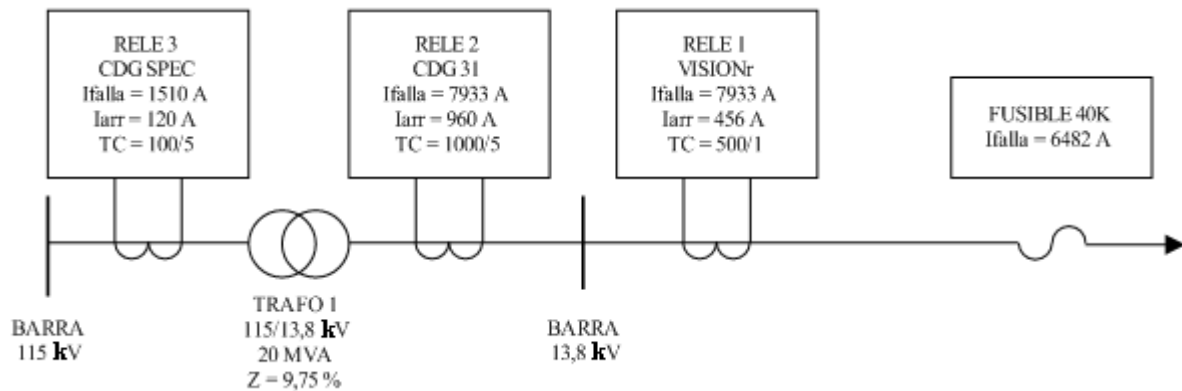 RELE 3
CDG SPEC
Ifalla = 1510 A
Iarr = 120 A
TC = 100/5
RELE 2
CDG 31
Ifalla = 7933 A
Iarr = 960 A
TC = 1000/5
RELE 1
VISIONr
Ifalla = 7933 A
Iarr = 456 A
TC = 500/1
FUSIBLE 40K
Ifalla = 6482 A
BARRA
115 kV
TRAFO 1
115/13,8 kV
20 MVA
Z = 9,75 %
BARRA
13,8 kV